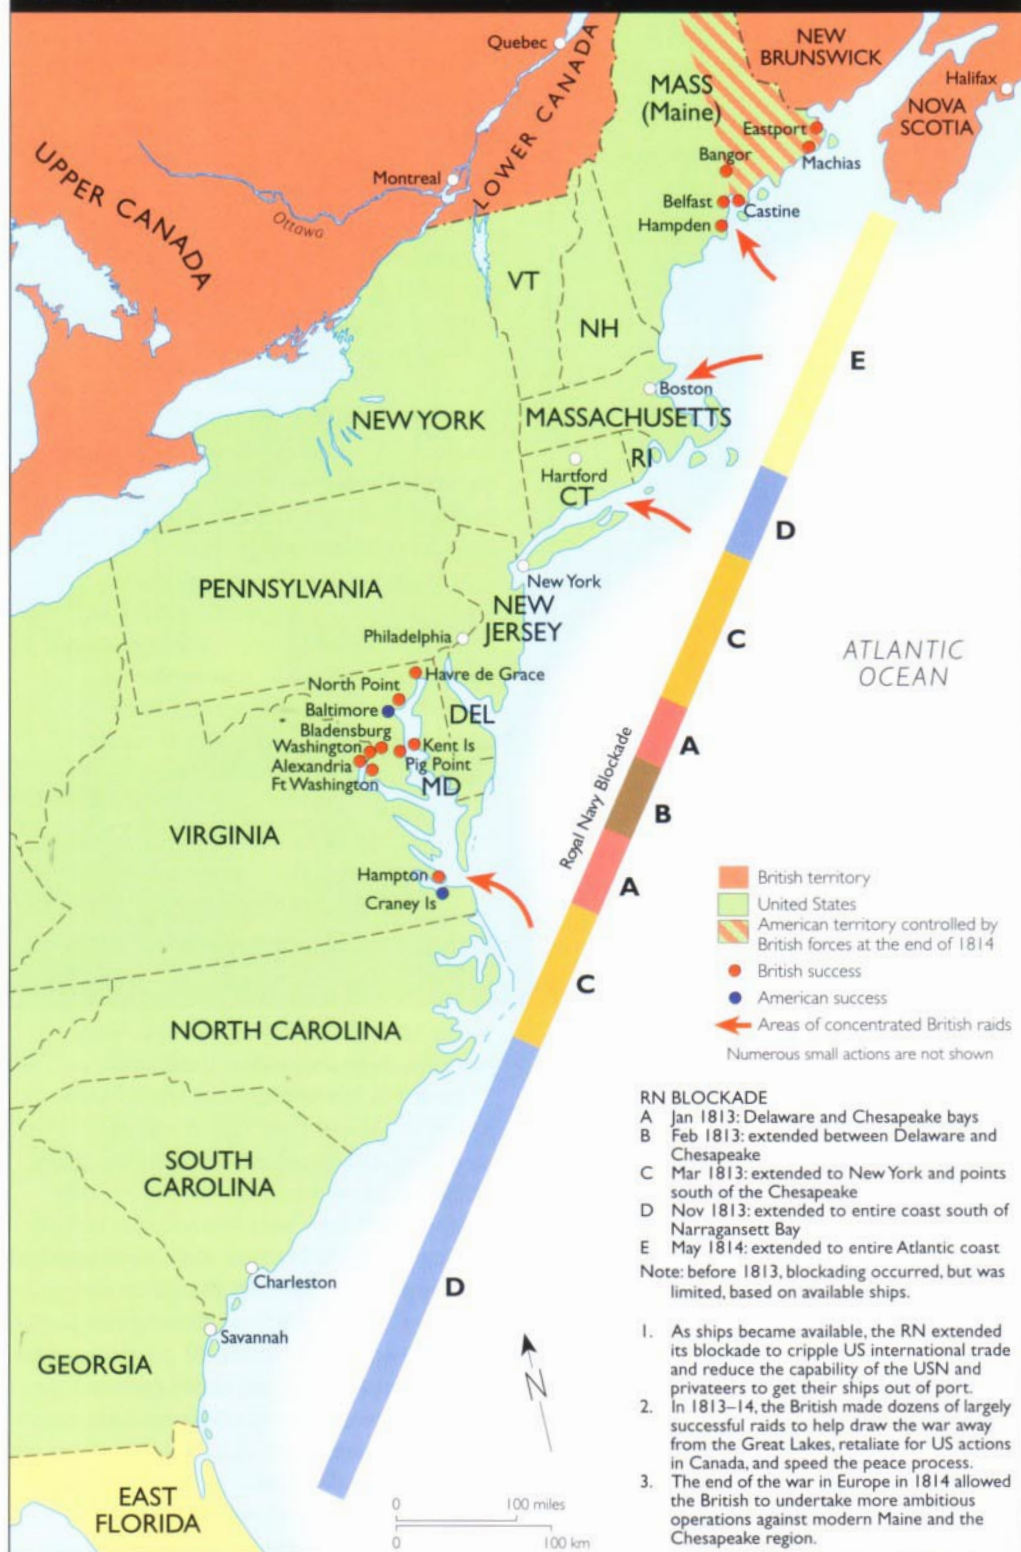 Quebec
LOWER CANADA
NEW
BRUNSWICK
Halifax
MASS
(Maine)
NOVA
SCOTIA
Eastport
Machias
Bangor
UPPER CANADA
Montreal
Ottawa
Belfast
Castine
Hampden
VT
NH
E
Boston
NEW YORK
MASSACHUSETTS
RI
Hartford
CT
D
New York
PENNSYLVANIA
NEW
JERSEY
C
ATLANTIC
OCEAN
Philadelphia
Havre de Grace
North Point
Baltimore
DEL
Bladensburg
Washington
Kent Is
Alexandria
Pig Point
Ft Washington
MD
A
Royal Navy Blockade
B
VIRGINIA
Hampton
Craney Is
A
C
British territory
United States
American territory controlled by
British forces at the end of 1814
British success
American success
Areas of concentrated British raids
Numerous small actions are not shown
NORTH CAROLINA
SOUTH
CAROLINA
Charleston
Savannah
D
GEORGIA
EAST
FLORIDA
N
0 100 miles
0 100 km
RN BLOCKADE
A Jan 1813: Delaware and Chesapeake bays
B Feb 1813: extended between Delaware and
Chesapeake
C Mar 1813: extended to New York and points
south of the Chesapeake
D Nov 1813: extended to entire coast south of
Narragansett Bay
E May 1814: extended to entire Atlantic coast
Note: before 1813, blockading occurred, but was
limited, based on available ships.
1. As ships became available, the RN extended
its blockade to cripple US international trade
and reduce the capability of the USN and
privateers to get their ships out of port.
2. In 1813–14, the British made dozens of largely
successful raids to help draw the war away
from the Great Lakes, retaliate for US actions
in Canada, and speed the peace process.
3. The end of the war in Europe in 1814 allowed
the British to undertake more ambitious
operations against modern Maine and the
Chesapeake region.